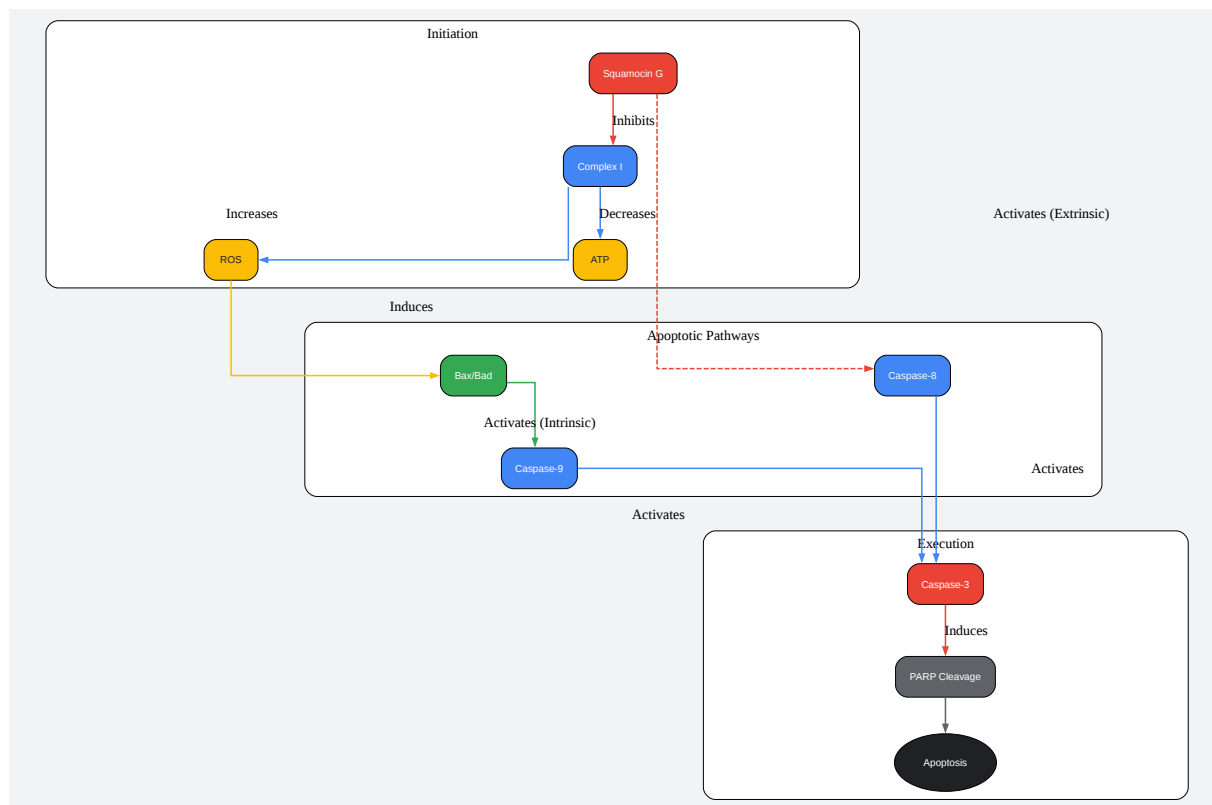 Initiation
Squamocin G
Inhibits
Complex I
Increases
Decreases
Activates (Extrinsic)
ROS
ATP
Induces
Apoptotic Pathways
Bax/Bad
Caspase-8
Activates (Intrinsic)
Caspase-9
Activates
Activates
Execution
Caspase-3
Induces
PARP Cleavage
Apoptosis